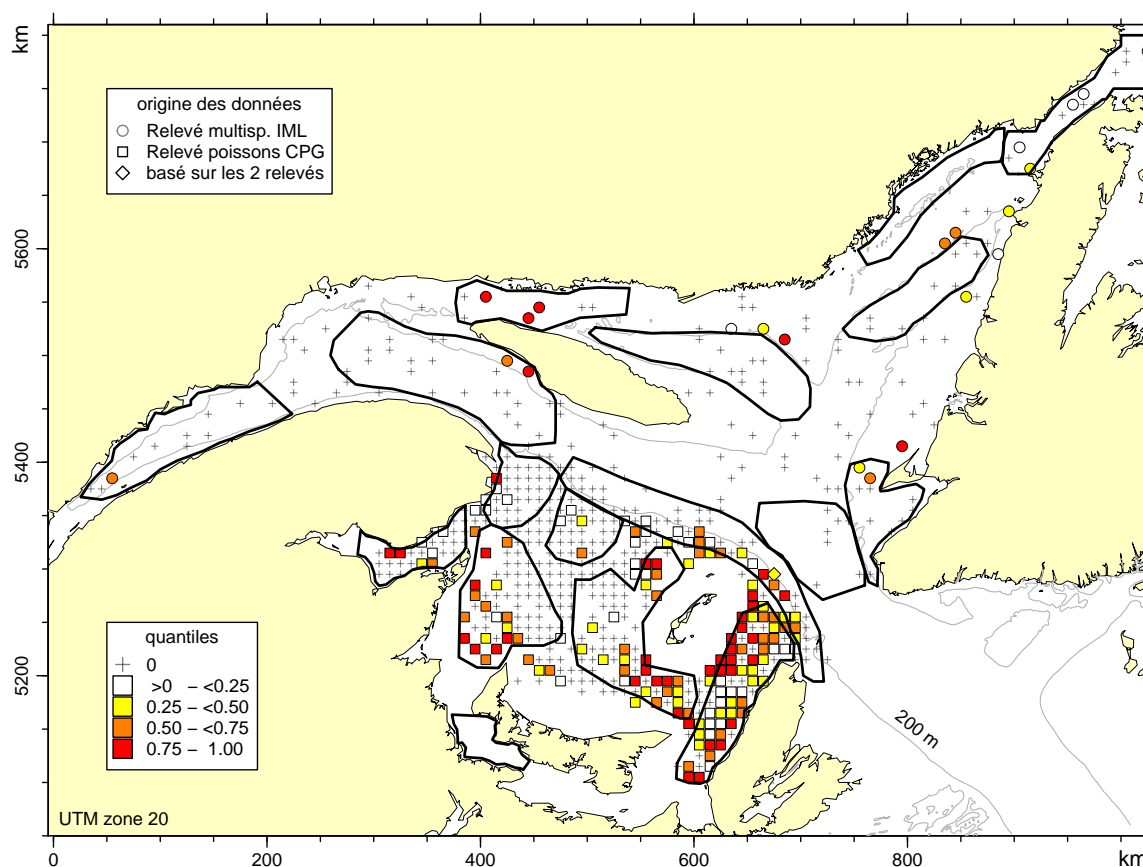 km
5600
5400
5200
origine des données
Relevé multisp. IML
Relevé poissons CPG
basé sur les 2 relevés
quantiles
0
>0 – <0.25
0.25 – <0.50
0.50 – <0.75
0.75 – 1.00
200 m
UTM zone 20
0 200 400 600 800 km